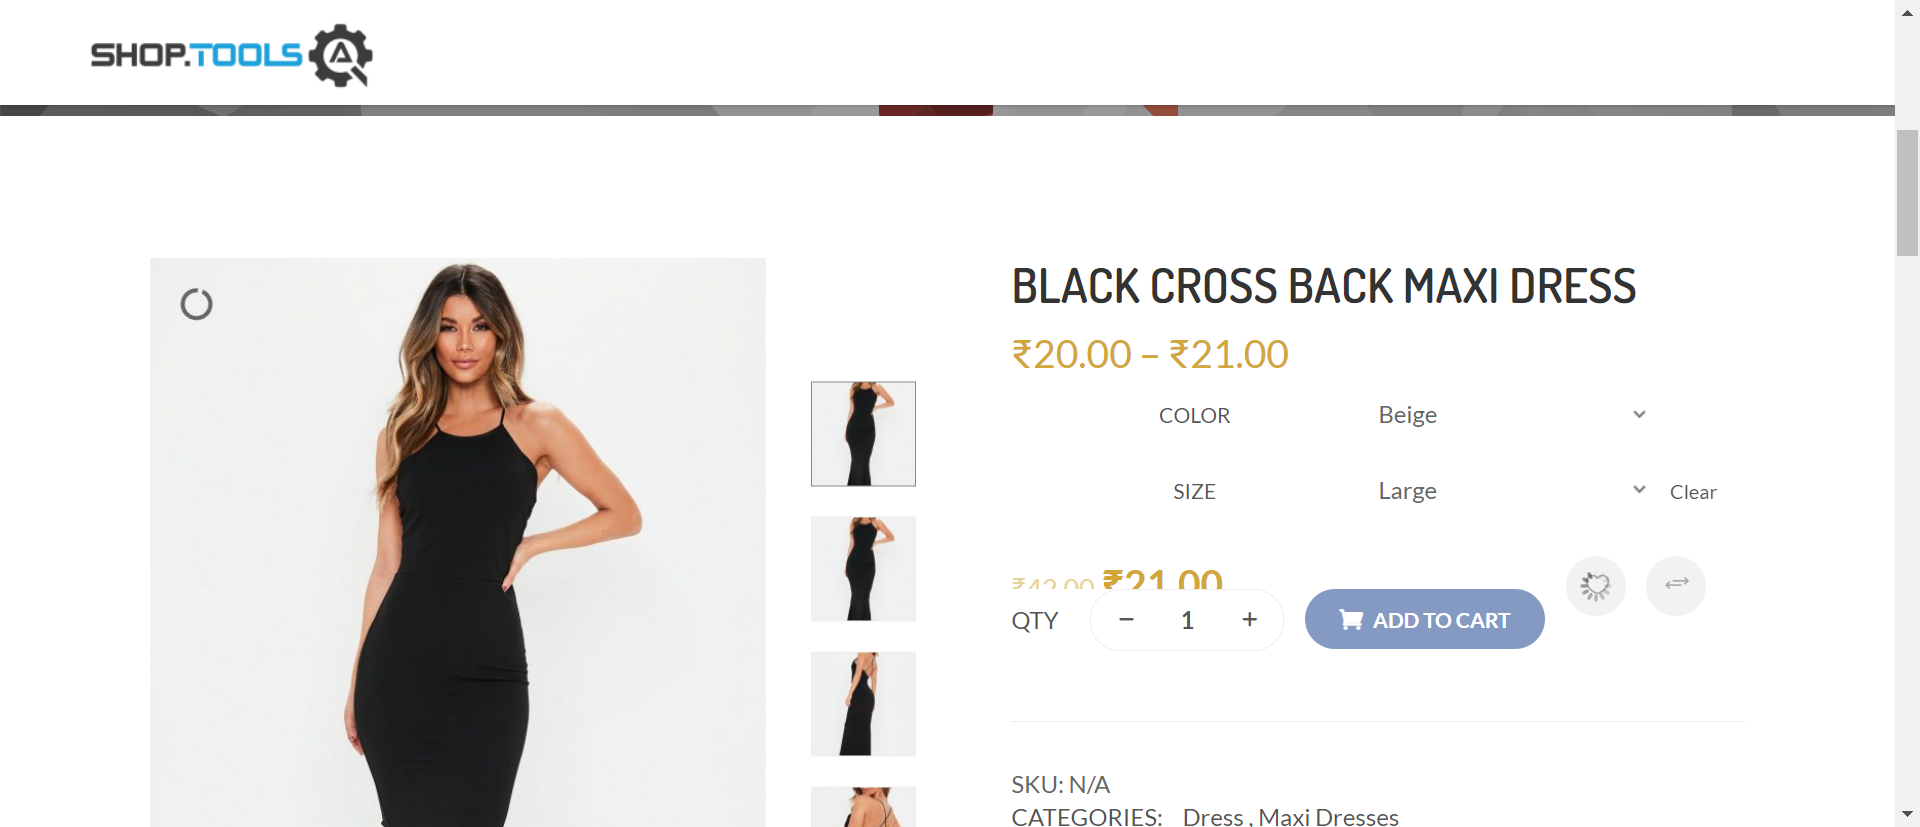 SHOP.TOOLS
BLACK CROSS BACK MAXI DRESS
₹20.00 – ₹21.00
COLOR Beige
SIZE Large Clear
₹42.00 ₹21.00
QTY − 1 + ADD TO CART
SKU: N/A
CATEGORIES: Dress , Maxi Dresses